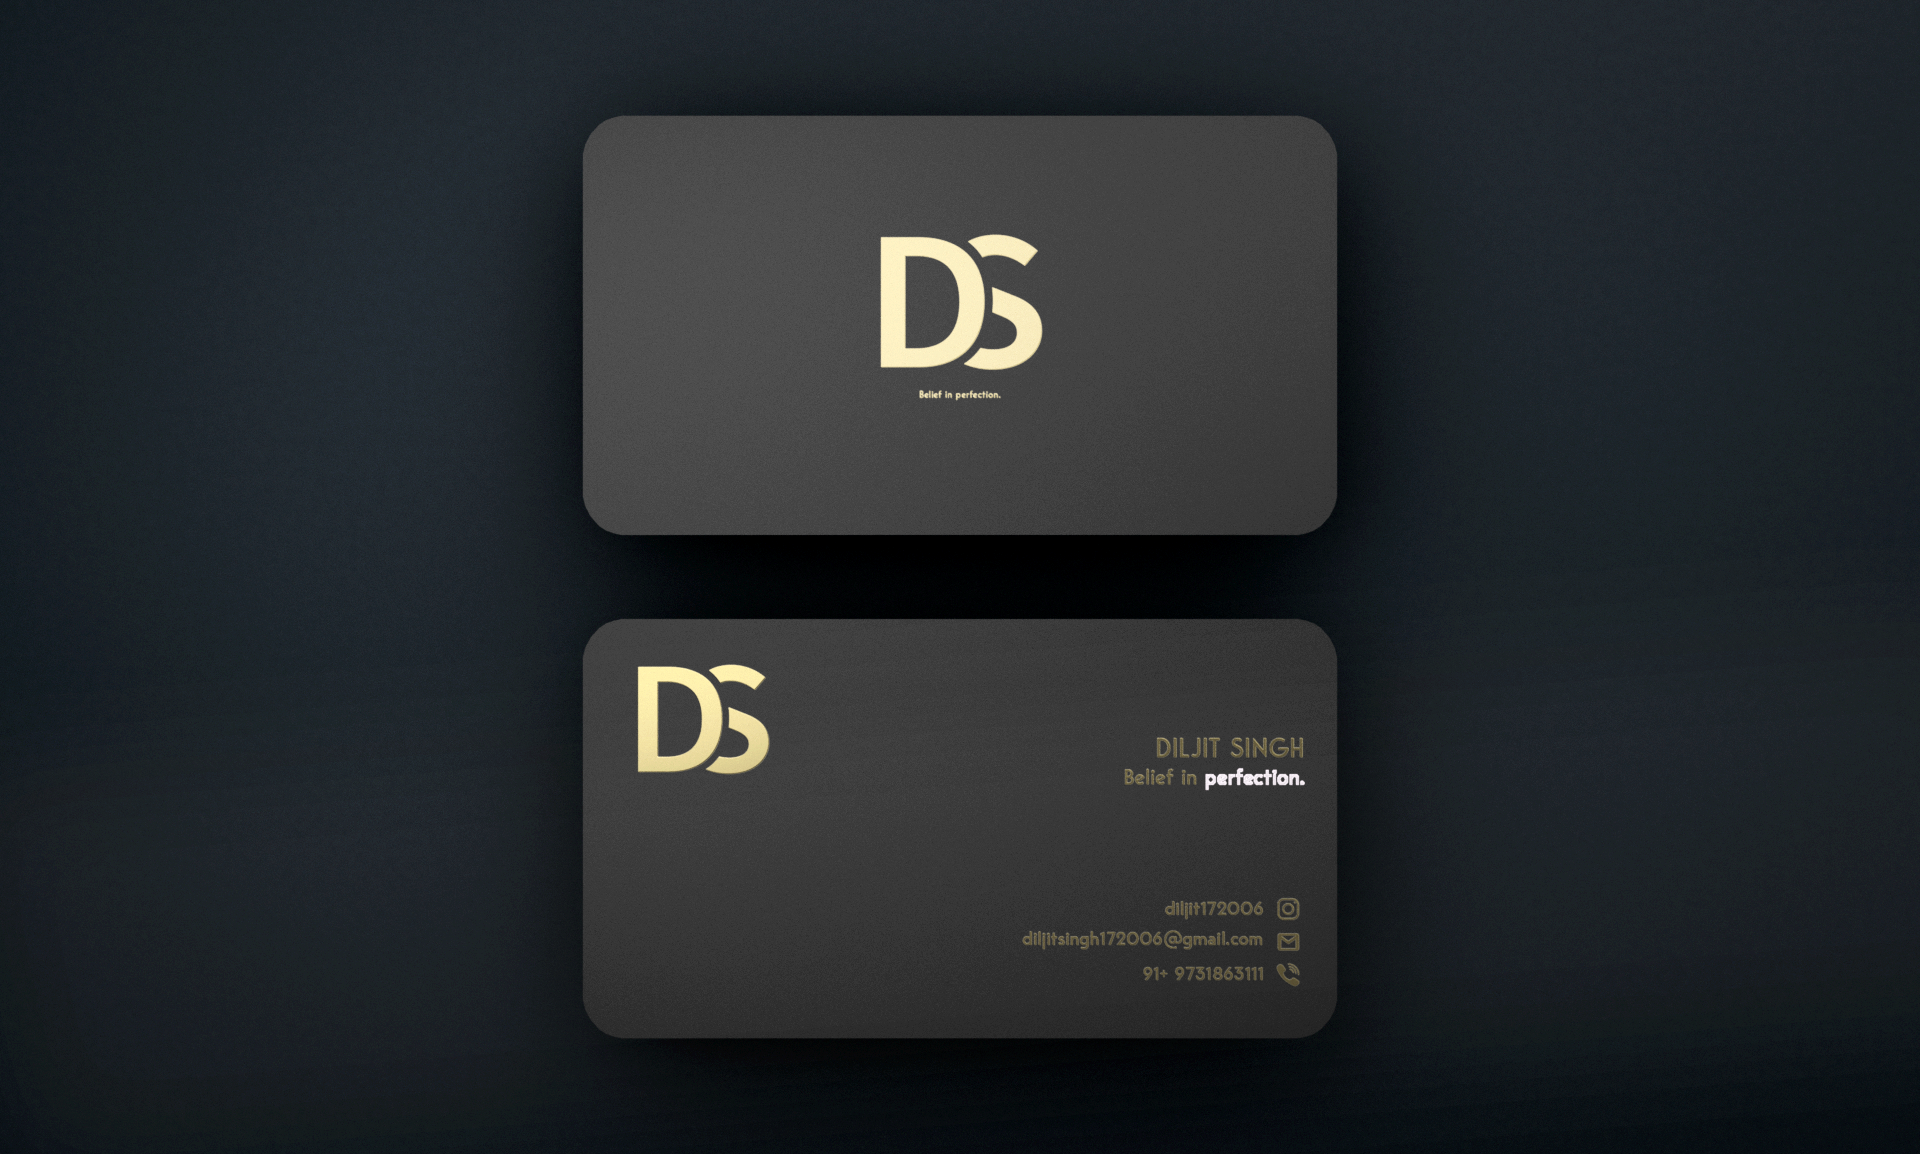 DS
Belief in perfection.
DS
DILJIT SINGH
Belief in perfection.
diljit172006
diljitsingh172006@gmail.com
91+ 9731863111